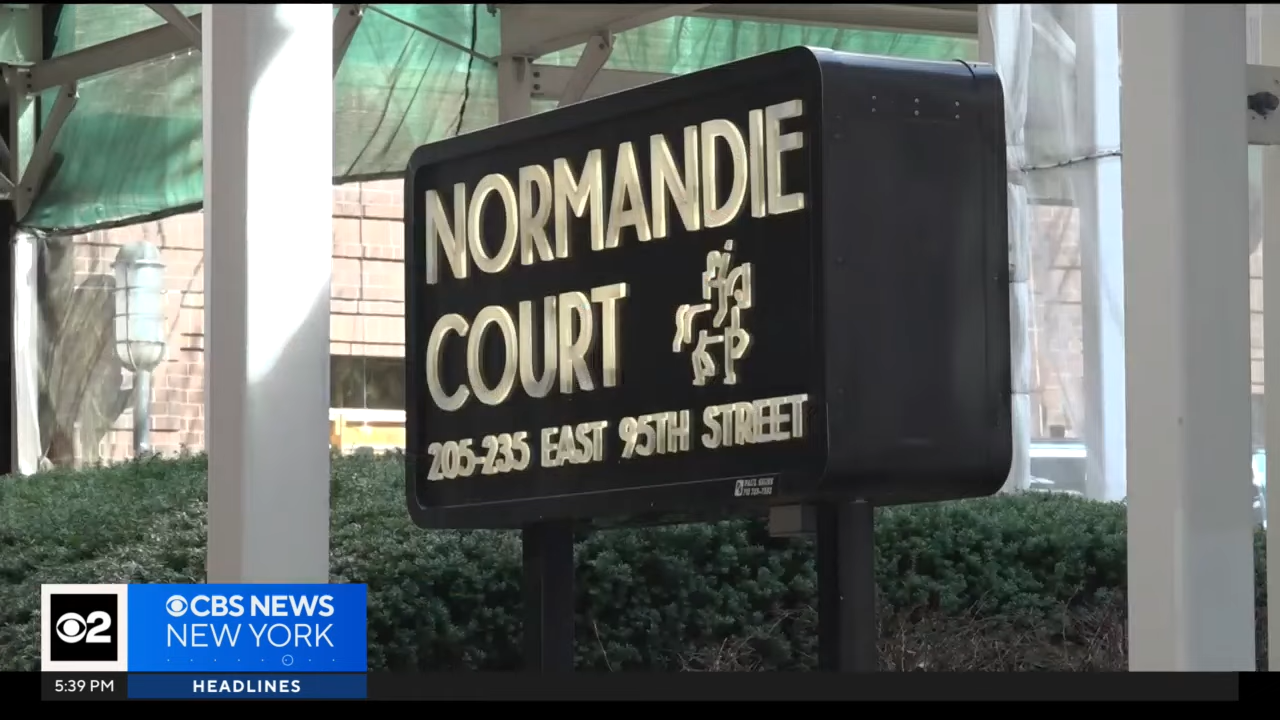 NORMANDIE
COURT
205-235 EAST 95TH STREET
2
CBS NEWS
NEW YORK
5:39 PM
HEADLINES